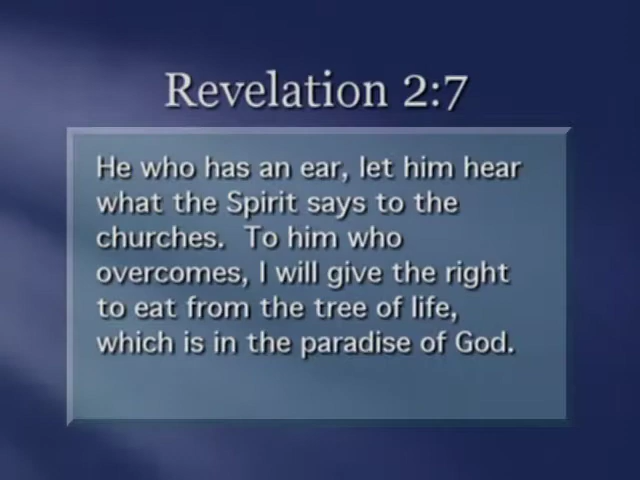 Revelation 2:7
He who has an ear, let him hear
what the Spirit says to the
churches.  To him who
overcomes, I will give the right
to eat from the tree of life,
which is in the paradise of God.